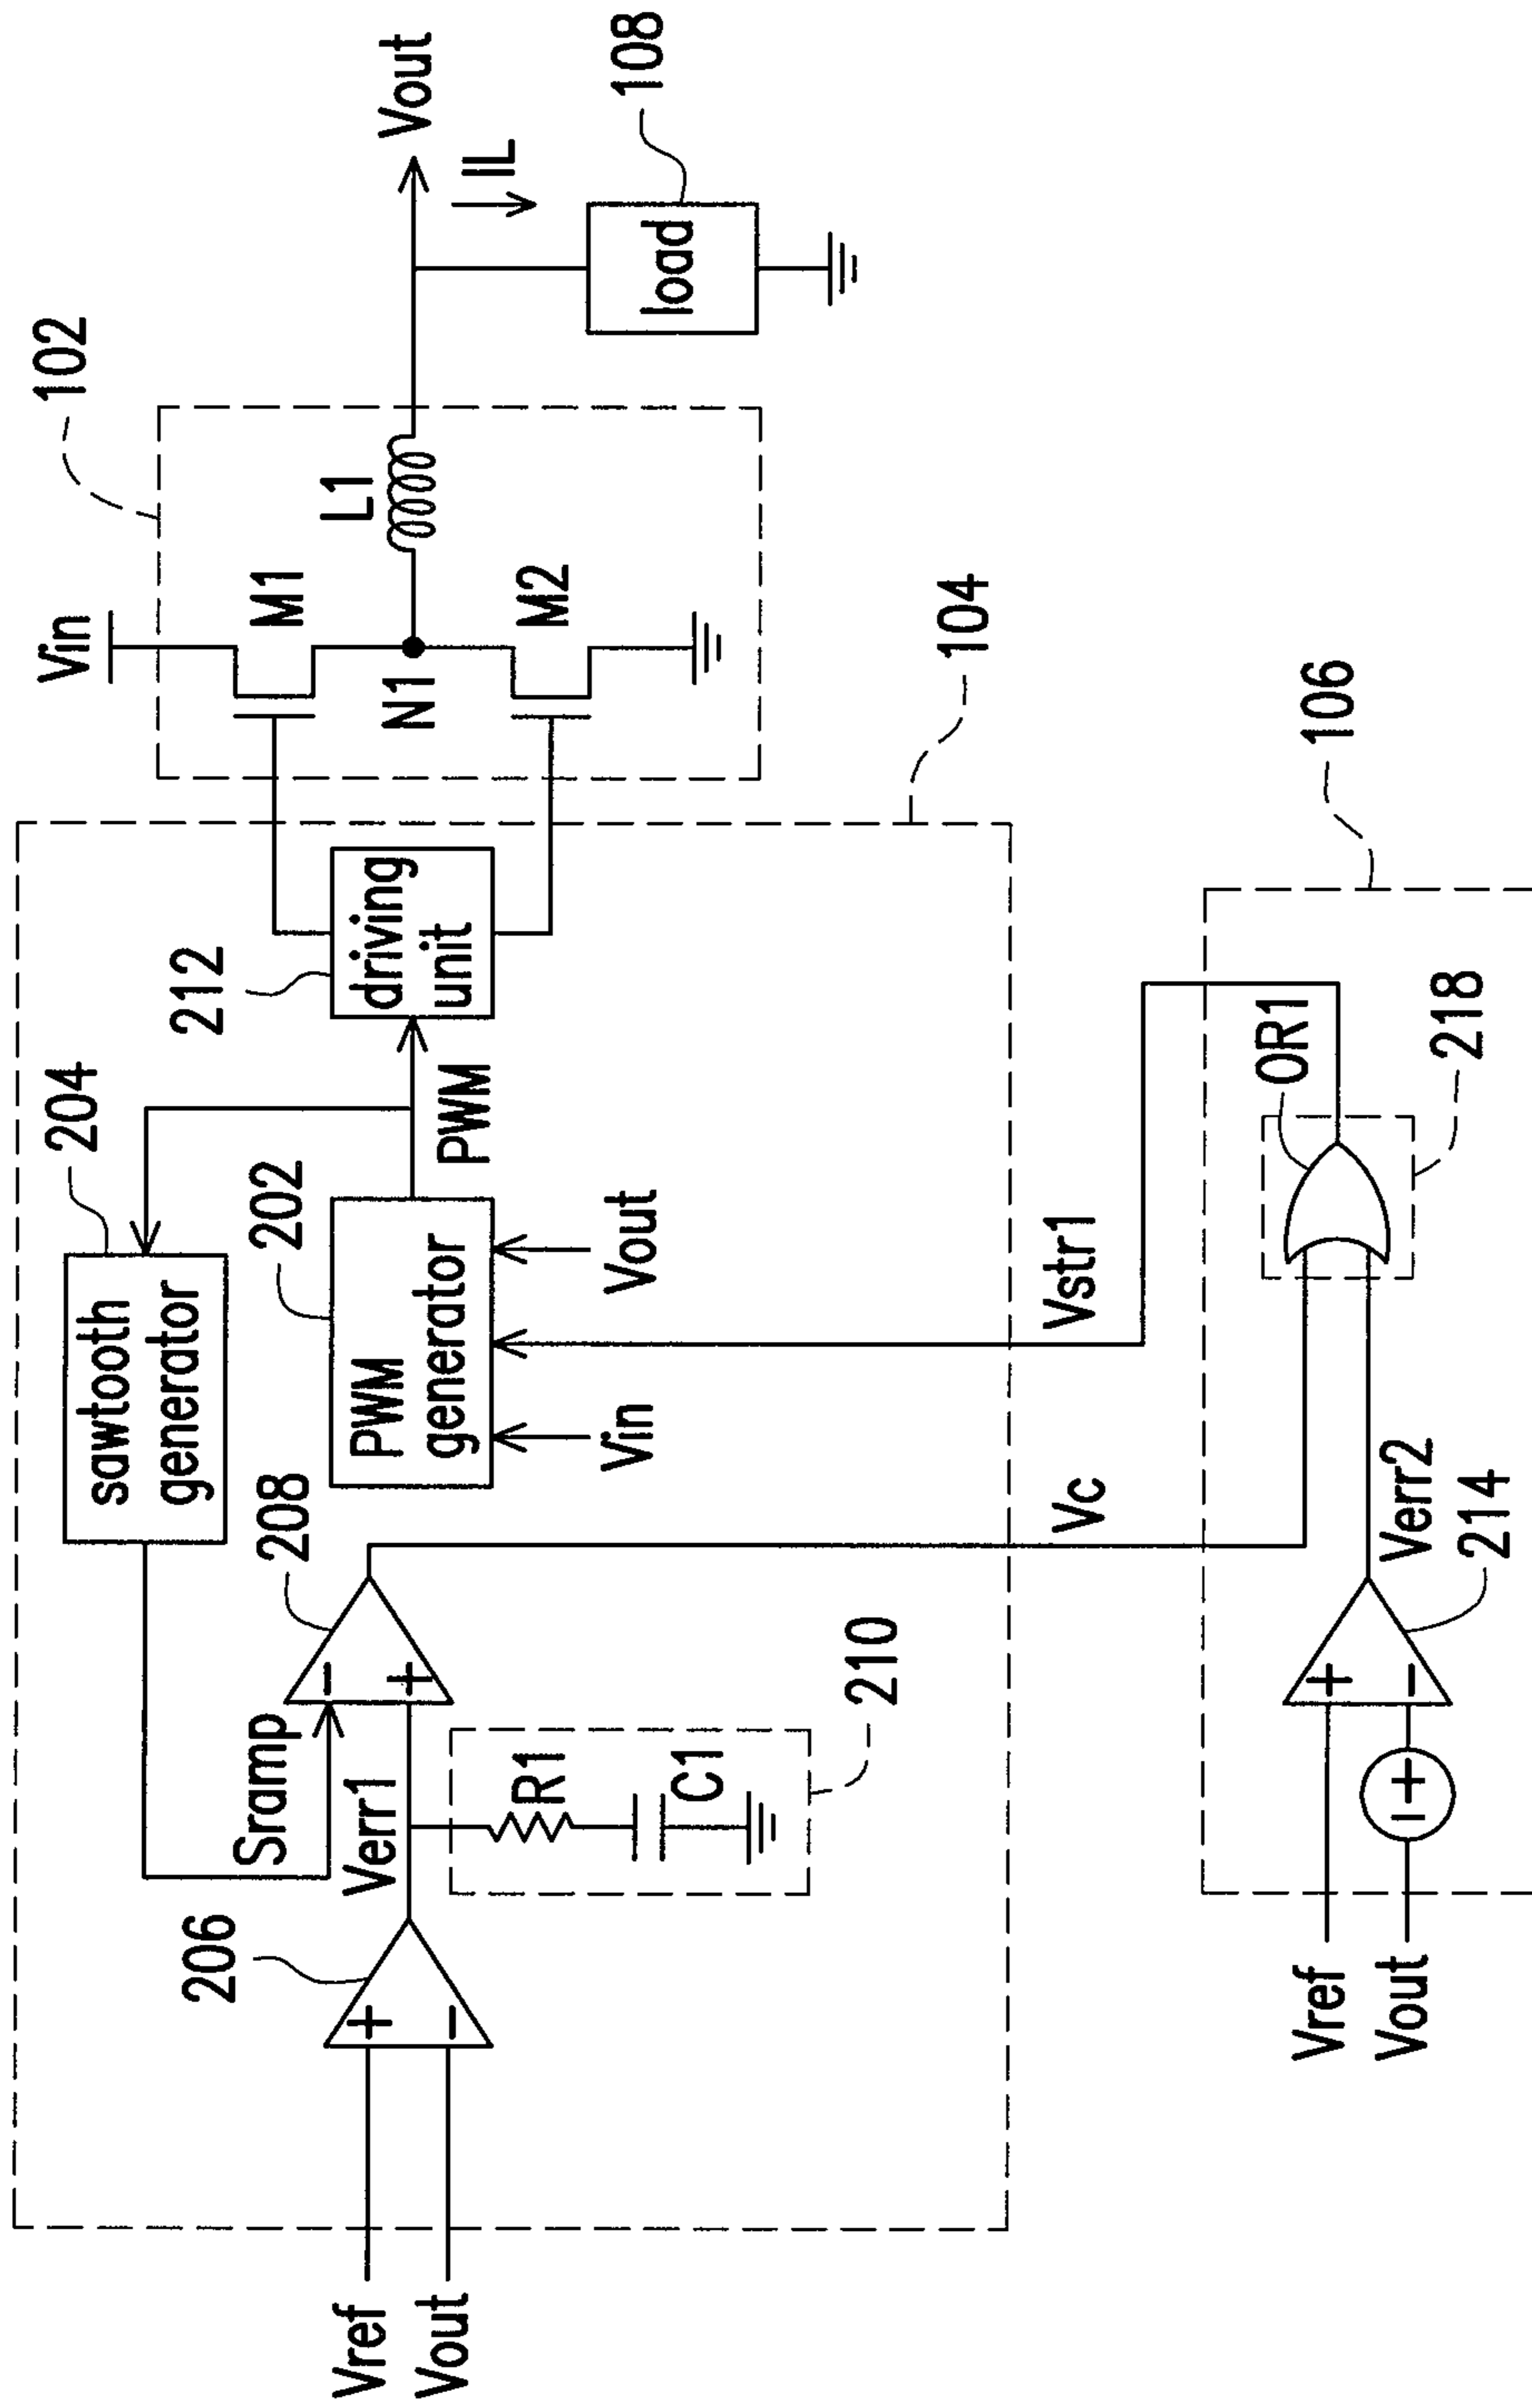 204
sawtooth
generator
102
Vin
M1
L1
N1
M2
Vout
IL
108
load
212
driving
unit
202
PWM
generator
PWM
Vin
Vout
208
Sramp
-
+
206
+
-
Verr1
R1
C1
210
Vref
Vout
104
Vc
Vstr1
106
OR1
218
Vref
Vout
+
-
- +
Verr2
214